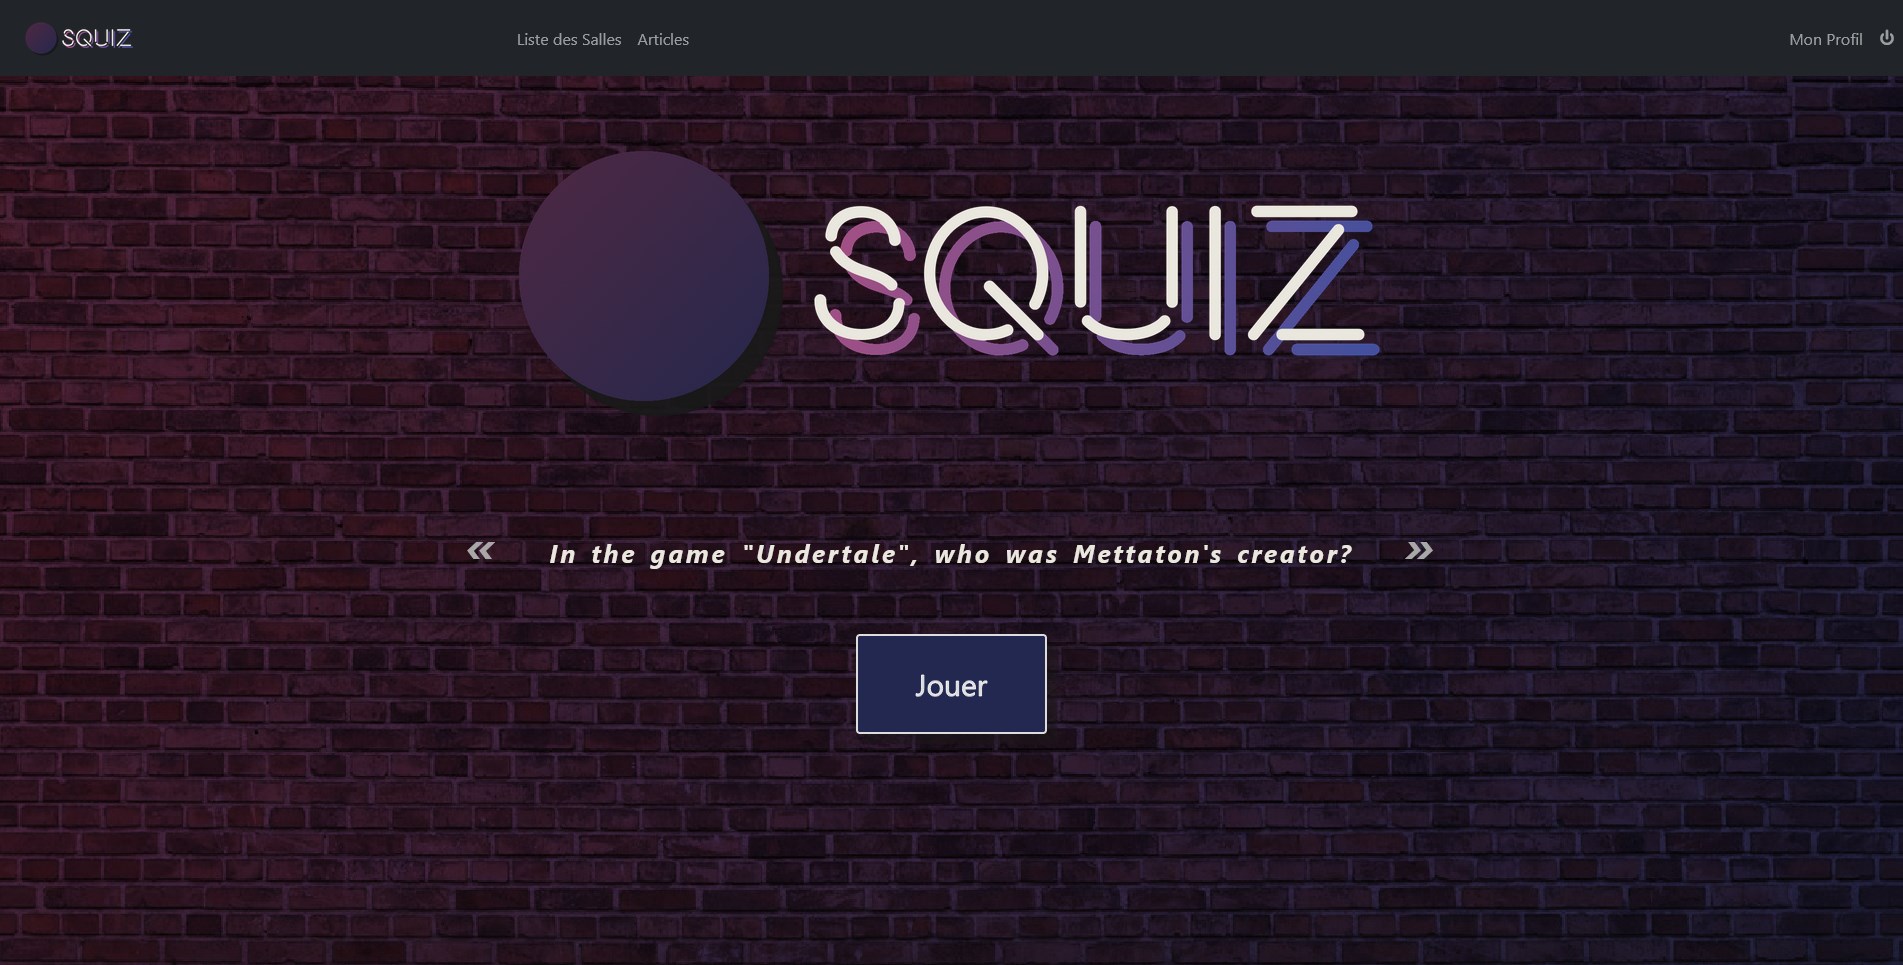 SQUIZ
Liste des Salles Articles
Mon Profil
SQUIZ
« In the game "Undertale", who was Mettaton's creator? »
Jouer